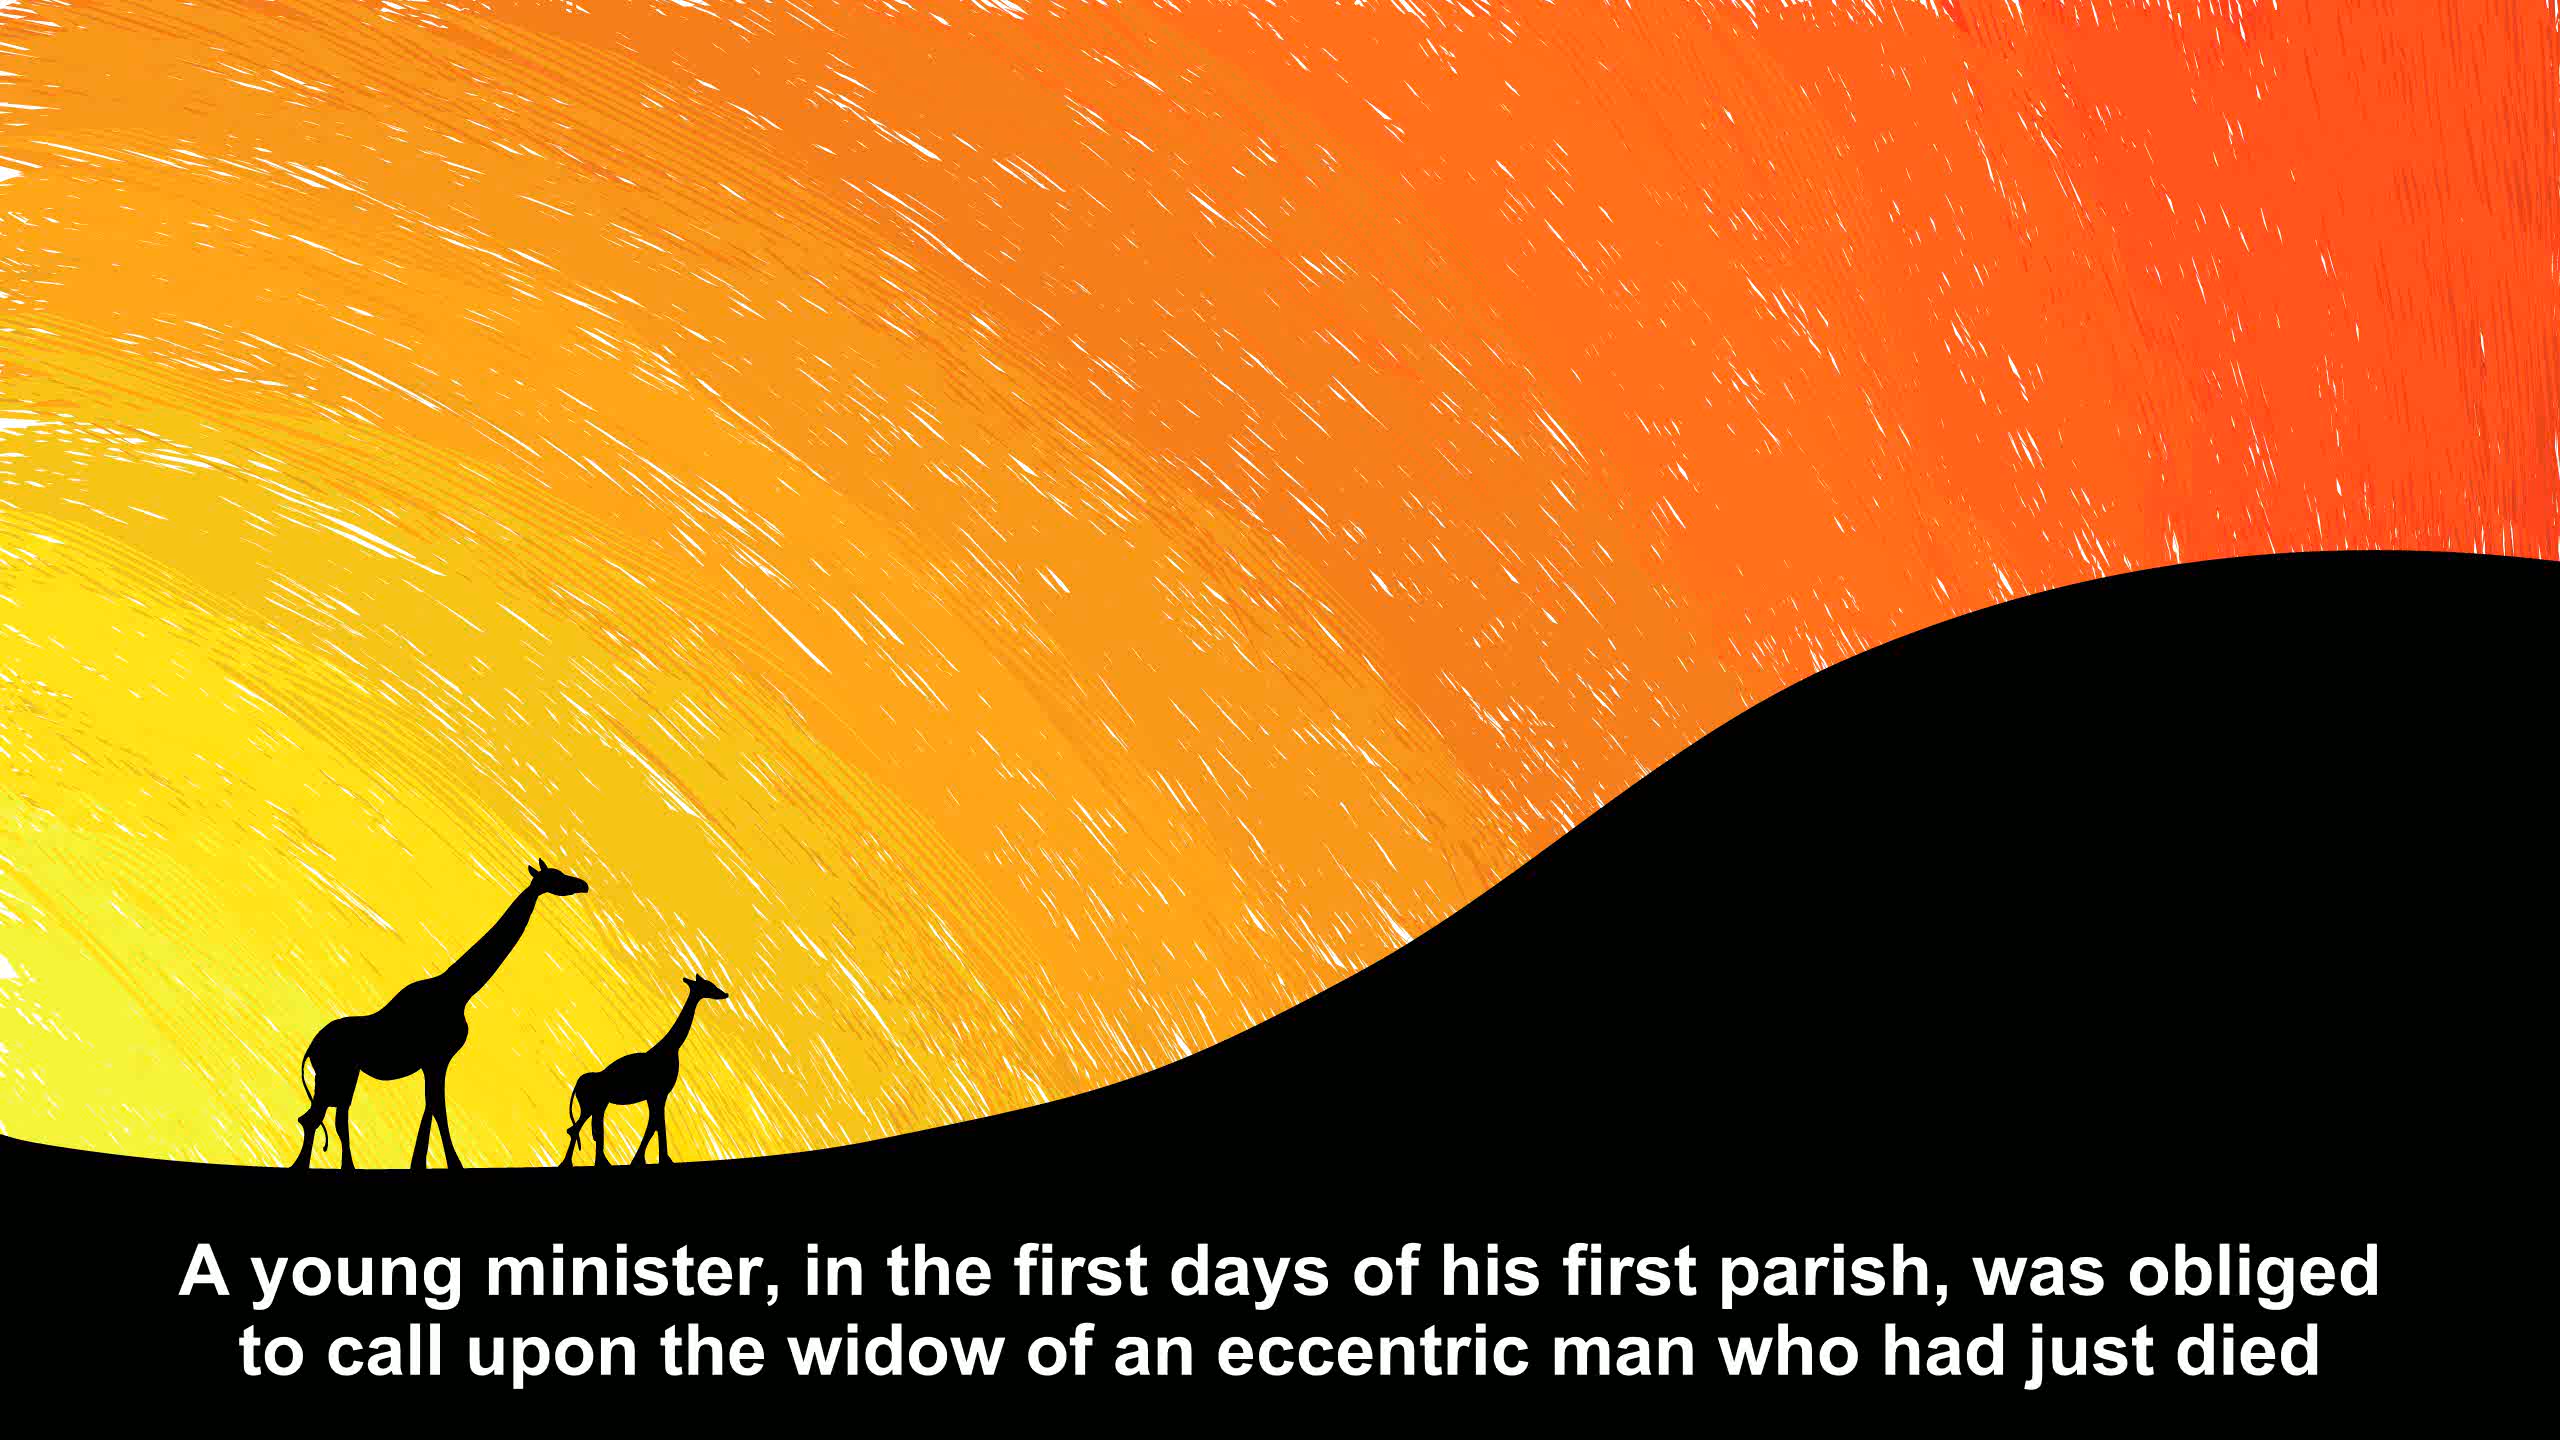 A young minister, in the first days of his first parish, was obliged
to call upon the widow of an eccentric man who had just died